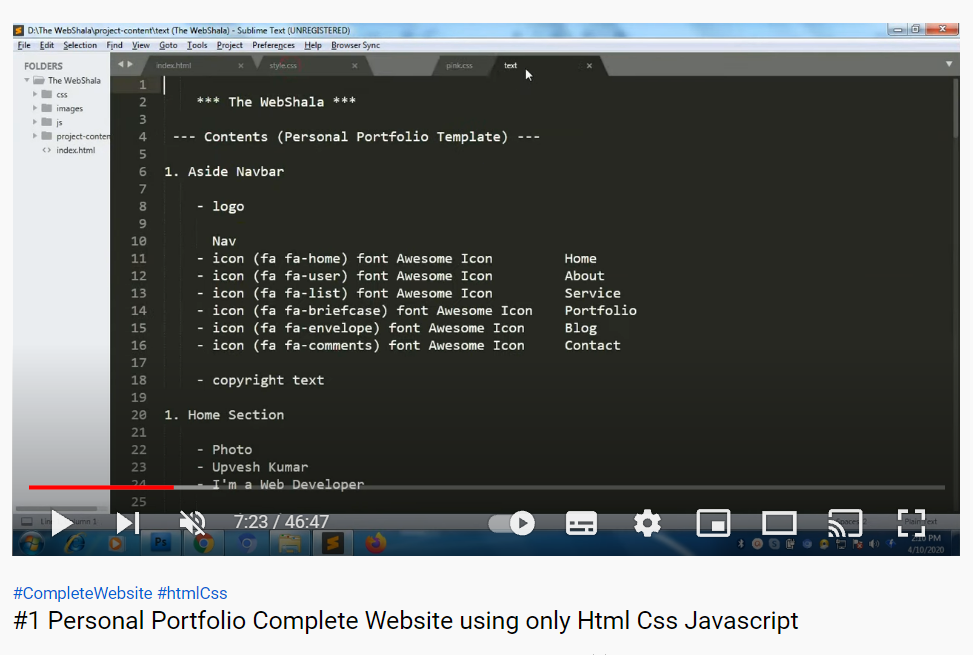 D:\The WebShala\project-content\text (The WebShala) - Sublime Text (UNREGISTERED)
File Edit Selection Find View Goto Tools Project Preferences Help Browser Sync
FOLDERS
The WebShala
css
images
js
project-conten
index.html
index.html style.css pink.css text
1
2 *** The WebShala ***
3
4 --- Contents (Personal Portfolio Template) ---
5
6 1. Aside Navbar
7
8 - logo
9
10 Nav
11 - icon (fa fa-home) font Awesome Icon Home
12 - icon (fa fa-user) font Awesome Icon About
13 - icon (fa fa-list) font Awesome Icon Service
14 - icon (fa fa-briefcase) font Awesome Icon Portfolio
15 - icon (fa fa-envelope) font Awesome Icon Blog
16 - icon (fa fa-comments) font Awesome Icon Contact
17
18 - copyright text
19
20 1. Home Section
21
22 - Photo
23 - Upvesh Kumar
24 - I'm a Web Developer
25
7:23 / 46:47
Ps
2:10 PM
4/10/2020
#CompleteWebsite #htmlCss
#1 Personal Portfolio Complete Website using only Html Css Javascript